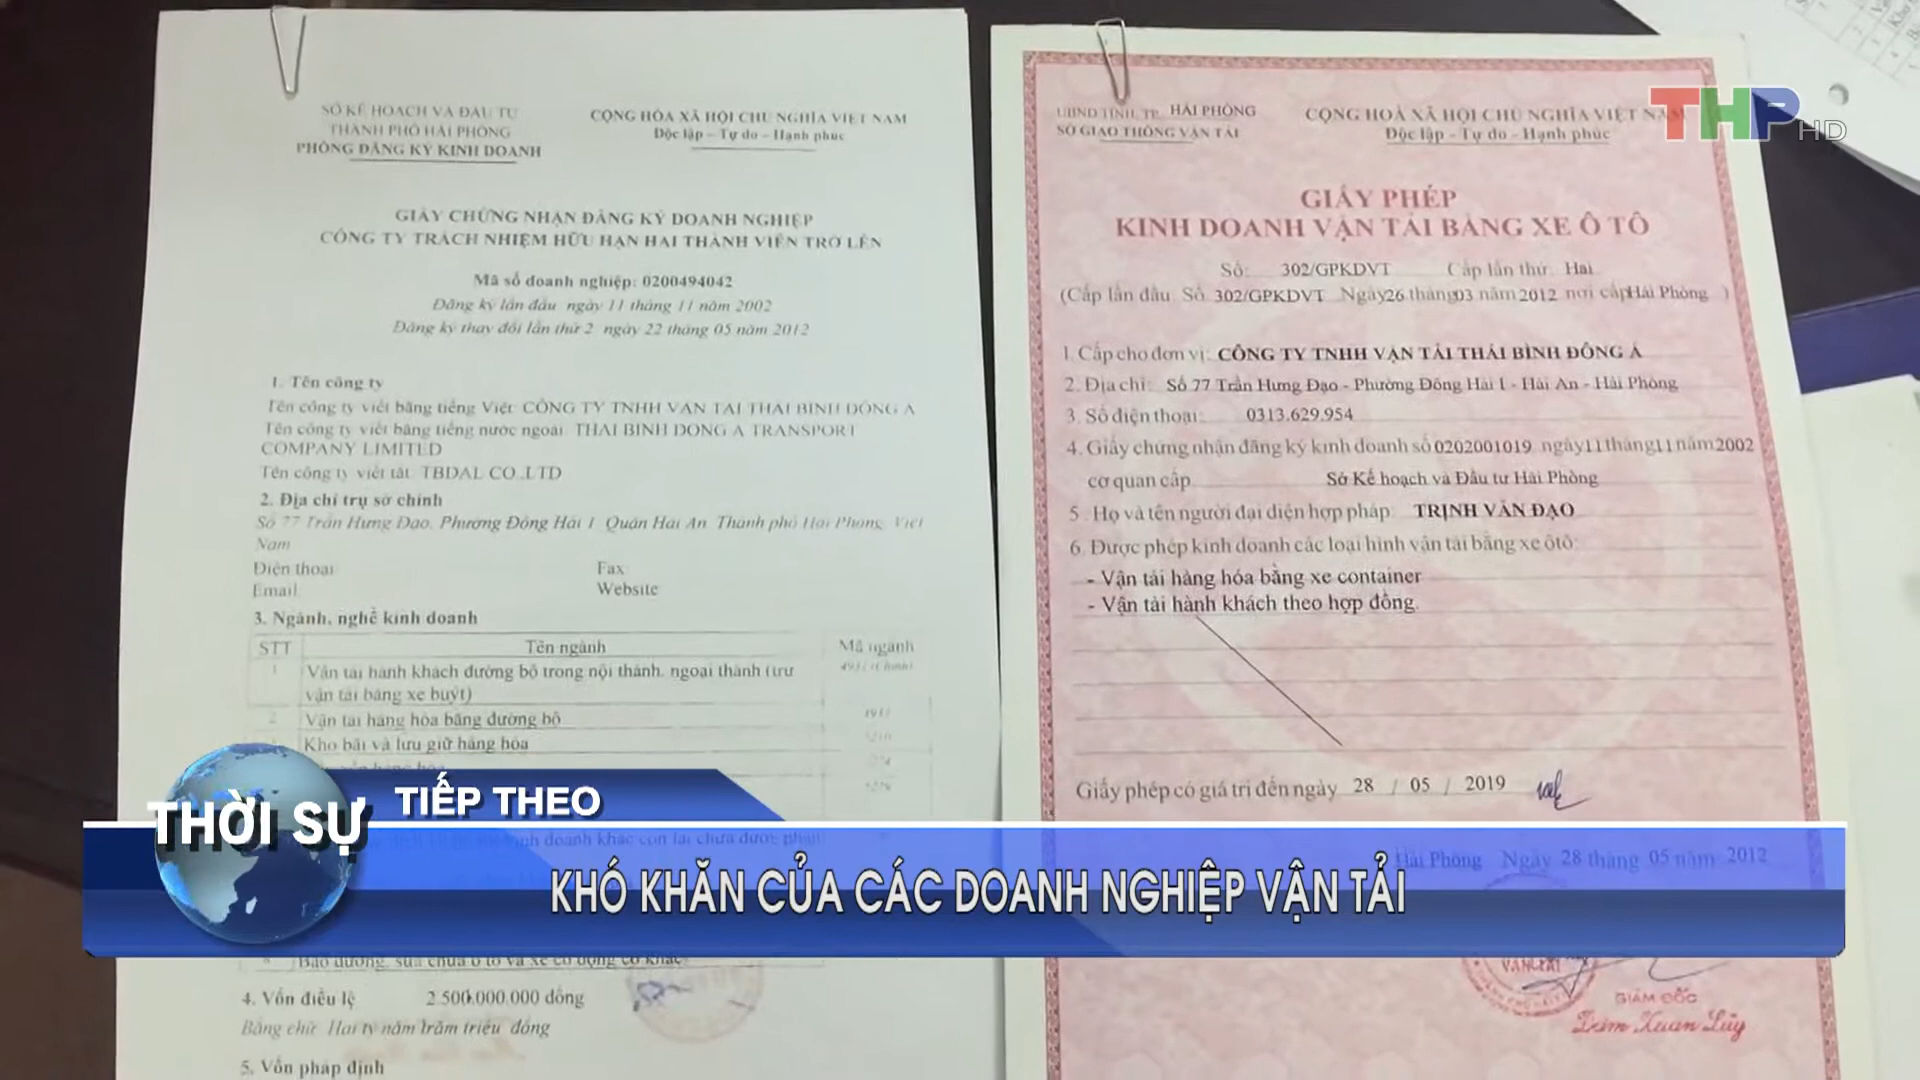 SỞ KẾ HOẠCH VÀ ĐẦU TƯ
THÀNH PHỐ HẢI PHÒNG
PHÒNG ĐĂNG KÝ KINH DOANH
CỘNG HÒA XÃ HỘI CHỦ NGHĨA VIỆT NAM
Độc lập - Tự do - Hạnh phúc
GIẤY CHỨNG NHẬN ĐĂNG KÝ DOANH NGHIỆP
CÔNG TY TRÁCH NHIỆM HỮU HẠN HAI THÀNH VIÊN TRỞ LÊN
Mã số doanh nghiệp: 0200494042
Đăng ký lần đầu ngày 11 tháng 11 năm 2002
Đăng ký thay đổi lần thứ 2 ngày 22 tháng 05 năm 2012
1. Tên công ty
Tên công ty viết bằng tiếng Việt: CÔNG TY TNHH VẬN TẢI THÁI BÌNH ĐÔNG Á
Tên công ty viết bằng tiếng nước ngoài: THAI BINH DONG A TRANSPORT
COMPANY LIMITED
Tên công ty viết tắt: TBDAL CO.,LTD
2. Địa chỉ trụ sở chính
Số 77 Trần Hưng Đạo, Phường Đông Hải 1, Quận Hải An, Thành phố Hải Phòng, Việt
Nam
Điện thoại Fax
Email Website
3. Ngành, nghề kinh doanh
STT Tên ngành Mã ngành
1 Vận tải hành khách đường bộ trong nội thành, ngoại thành (trừ
vận tải bằng xe buýt)
2 Vận tải hàng hóa bằng đường bộ
Kho bãi và lưu giữ hàng hóa
Bảo dưỡng, sửa chữa ô tô và xe có động cơ khác
4. Vốn điều lệ 2.500.000.000 đồng
Bằng chữ: Hai tỷ năm trăm triệu đồng
5. Vốn pháp định
UBND TỈNH, TP. HẢI PHÒNG
SỞ GIAO THÔNG VẬN TẢI
CỘNG HOÀ XÃ HỘI CHỦ NGHĨA VIỆT NAM
Độc lập - Tự do - Hạnh phúc
GIẤY PHÉP
KINH DOANH VẬN TẢI BẰNG XE Ô TÔ
Số: 302/GPKDVT Cấp lần thứ: Hai
(Cấp lần đầu Số 302/GPKDVT Ngày 26 tháng 03 năm 2012 nơi cấp Hải Phòng )
1. Cấp cho đơn vị: CÔNG TY TNHH VẬN TẢI THÁI BÌNH ĐÔNG Á
2. Địa chỉ: Số 77 Trần Hưng Đạo - Phường Đông Hải I - Hải An - Hải Phòng
3. Số điện thoại: 0313.629.954
4. Giấy chứng nhận đăng ký kinh doanh số 0202001019 ngày 11 tháng 11 năm 2002
cơ quan cấp Sở Kế hoạch và Đầu tư Hải Phòng
5. Họ và tên người đại diện hợp pháp: TRỊNH VĂN ĐẠO
6. Được phép kinh doanh các loại hình vận tải bằng xe ôtô:
- Vận tải hàng hóa bằng xe container
- Vận tải hành khách theo hợp đồng.
Giấy phép có giá trị đến ngày 28 / 05 / 2019
Hải Phòng Ngày 28 tháng 05 năm 2012
VẬN TẢI
GIÁM ĐỐC
Đàm Xuân Lũy
THP HD
THỜI SỰ
TIẾP THEO
KHÓ KHĂN CỦA CÁC DOANH NGHIỆP VẬN TẢI